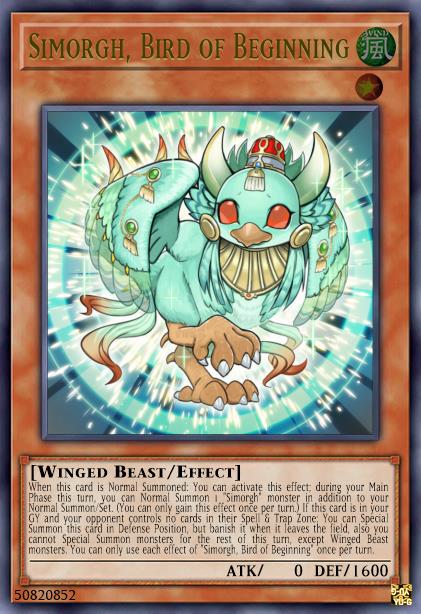 SIMORGH, BIRD OF BEGINNING
WIND
風
[WINGED BEAST/EFFECT]
When this card is Normal Summoned: You can activate this effect; during your Main
Phase this turn, you can Normal Summon 1 "Simorgh" monster in addition to your
Normal Summon/Set. (You can only gain this effect once per turn.) If this card is in your
GY and your opponent controls no cards in their Spell & Trap Zone: You can Special
Summon this card in Defense Position, but banish it when it leaves the field, also you
cannot Special Summon monsters for the rest of this turn, except Winged Beast
monsters. You can only use each effect of "Simorgh, Bird of Beginning" once per turn.
ATK/ 0 DEF/1600
50820852